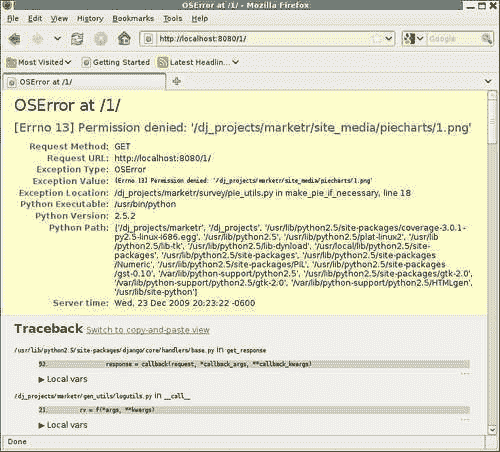 OSError at /1/ - Mozilla Firefox
File Edit View History Bookmarks Tools Help
http://localhost:8080/1/
Google
Most Visited Getting Started Latest Headlin...
OSError at /1/
OSError at /1/
[Errno 13] Permission denied: '/dj_projects/marketr/site_media/piecharts/1.png'
Request Method: GET
Request URL: http://localhost:8080/1/
Exception Type: OSError
Exception Value: [Errno 13] Permission denied: '/dj_projects/marketr/site_media/piecharts/1.png'
Exception Location: /dj_projects/marketr/survey/pie_utils.py in make_pie_if_necessary, line 18
Python Executable: /usr/bin/python
Python Version: 2.5.2
Python Path: ['/dj_projects/marketr', '/dj_projects', '/usr/lib/python2.5/site-packages/coverage-3.0.1-
py2.5-linux-i686.egg', '/usr/lib/python2.5', '/usr/lib/python2.5/plat-linux2', '/usr
/lib/python2.5/lib-tk', '/usr/lib/python2.5/lib-dynload', '/usr/local/lib/python2.5/site-
packages', '/usr/lib/python2.5/site-packages', '/usr/lib/python2.5/site-packages
/Numeric', '/usr/lib/python2.5/site-packages/PIL', '/usr/lib/python2.5/site-packages
/gst-0.10', '/var/lib/python-support/python2.5', '/usr/lib/python2.5/site-packages/gtk-2.0',
'/var/lib/python-support/python2.5/gtk-2.0', '/var/lib/python-support/python2.5/HTMLgen',
'/usr/lib/site-python']
Server time: Wed, 23 Dec 2009 20:23:22 -0600
Traceback Switch to copy-and-paste view
/usr/lib/python2.5/site-packages/django/core/handlers/base.py in get_response
92. response = callback(request, *callback_args, **callback_kwargs)
...
▶ Local vars
/dj_projects/marketr/gen_utils/logutils.py in __call__
21. rv = f(*args, **kwargs)
...
▶ Local vars
Done